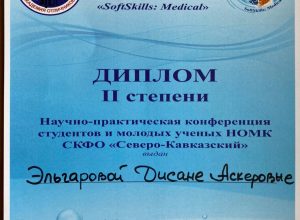 «SoftSkills: Medical»
ДИПЛОМ
II степени
Научно-практическая конференция
студентов и молодых ученых НОМК
СКФО «Северо-Кавказский»
выдан
Эльгаровой Дисане Аскеровне